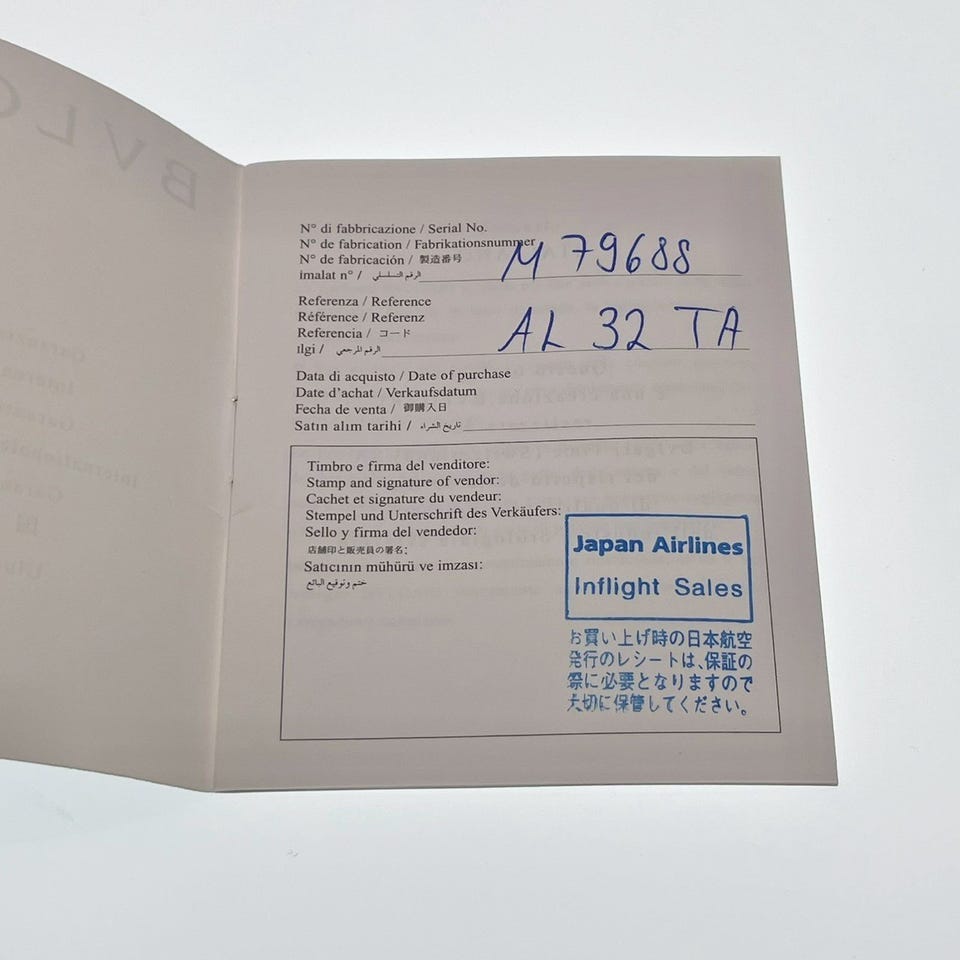 BVLG
N° di fabbricazione / Serial No.
N° de fabrication / Fabrikationsnummer
N° de fabricación / 製造番号
imalat n° / الرقم التسلسلي
M 79688
Referenza / Reference
Référence / Referenz
Referencia / コード
ılgi / الرقم المرجعي
AL 32 TA
Data di acquisto / Date of purchase
Date d'achat / Verkaufsdatum
Fecha de venta / 御購入日
Satın alım tarihi / تاريخ الشراء
Timbro e firma del venditore:
Stamp and signature of vendor:
Cachet et signature du vendeur:
Stempel und Unterschrift des Verkäufers:
Sello y firma del vendedor:
店舗印と販売員の署名:
Satıcının mühürü ve imzası:
ختم وتوقيع البائع
Japan Airlines
Inflight Sales
お買い上げ時の日本航空
発行のレシートは、保証の
際に必要となりますので
大切に保管してください。